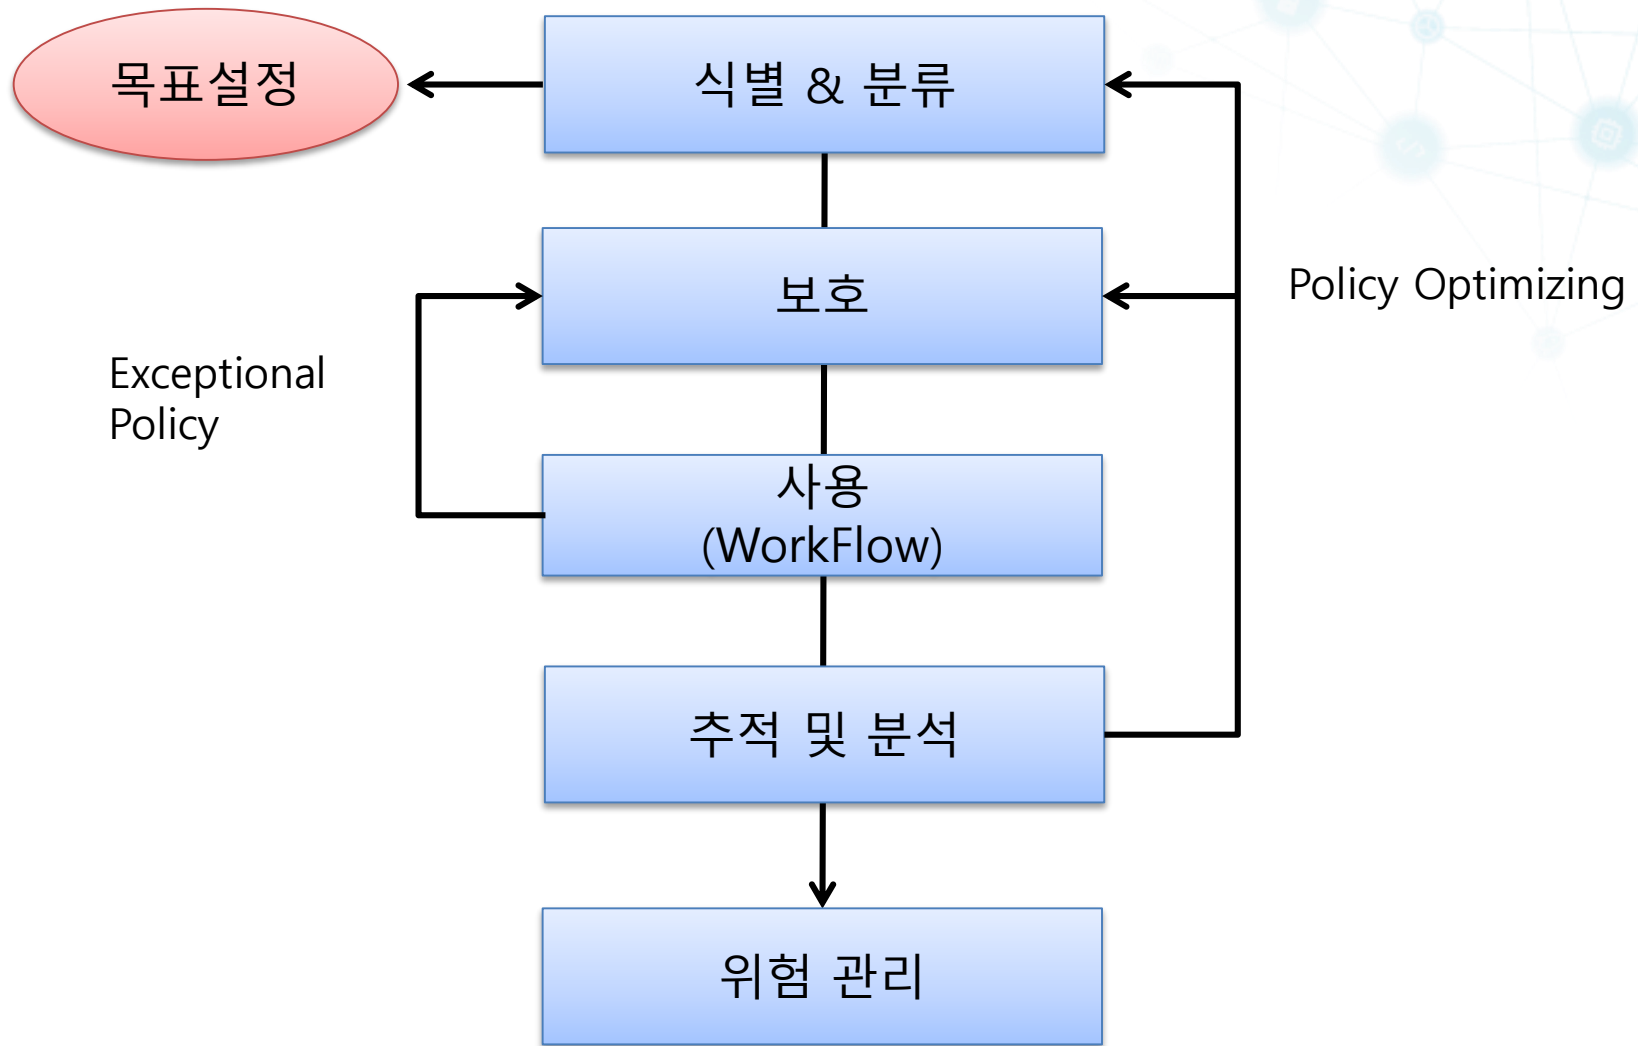 목표설정
식별 & 분류
보호
Policy Optimizing
Exceptional
Policy
사용
(WorkFlow)
추적 및 분석
위험 관리